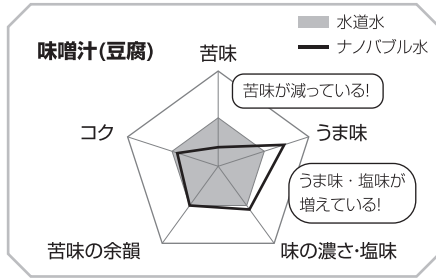 水道水
ナノバブル水
味噌汁(豆腐)
苦味
苦味が減っている!
コク
うま味
うま味・塩味が
増えている!
苦味の余韻
味の濃さ・塩味